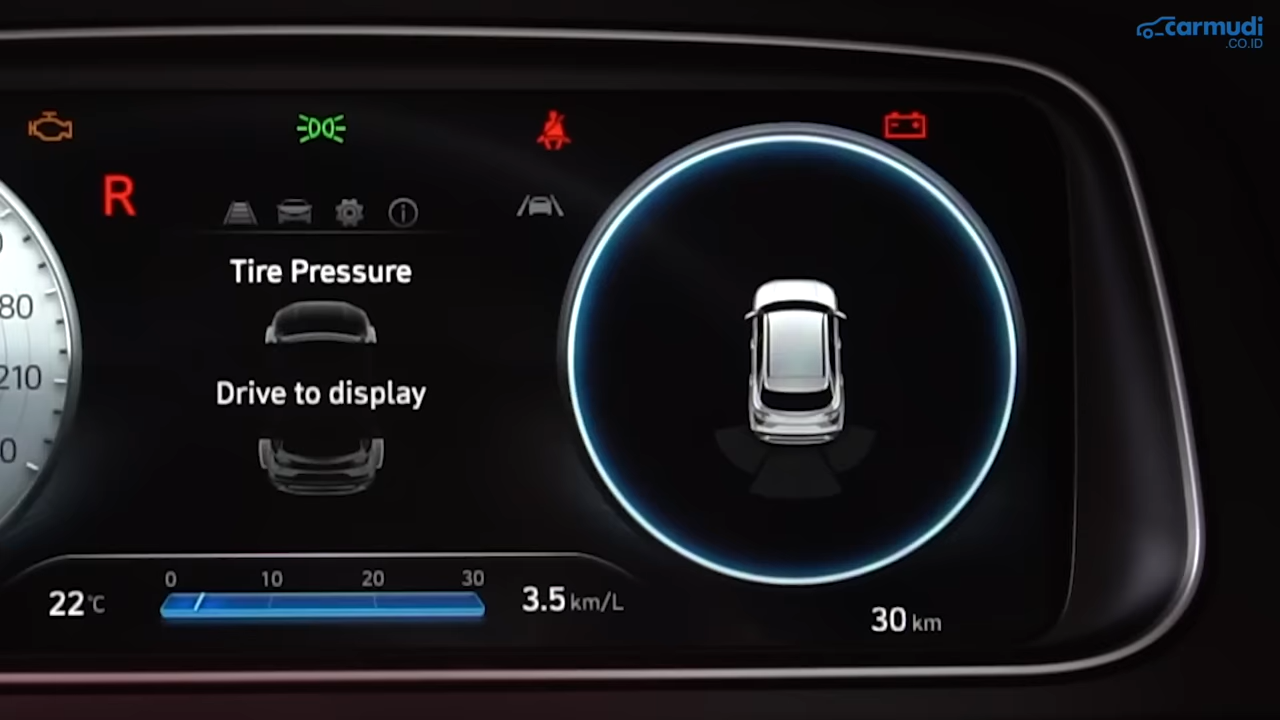 carmudi
.CO.ID
R
80
210
0
Tire Pressure
Drive to display
0 10 20 30
22°C
3.5 km/L
30 km